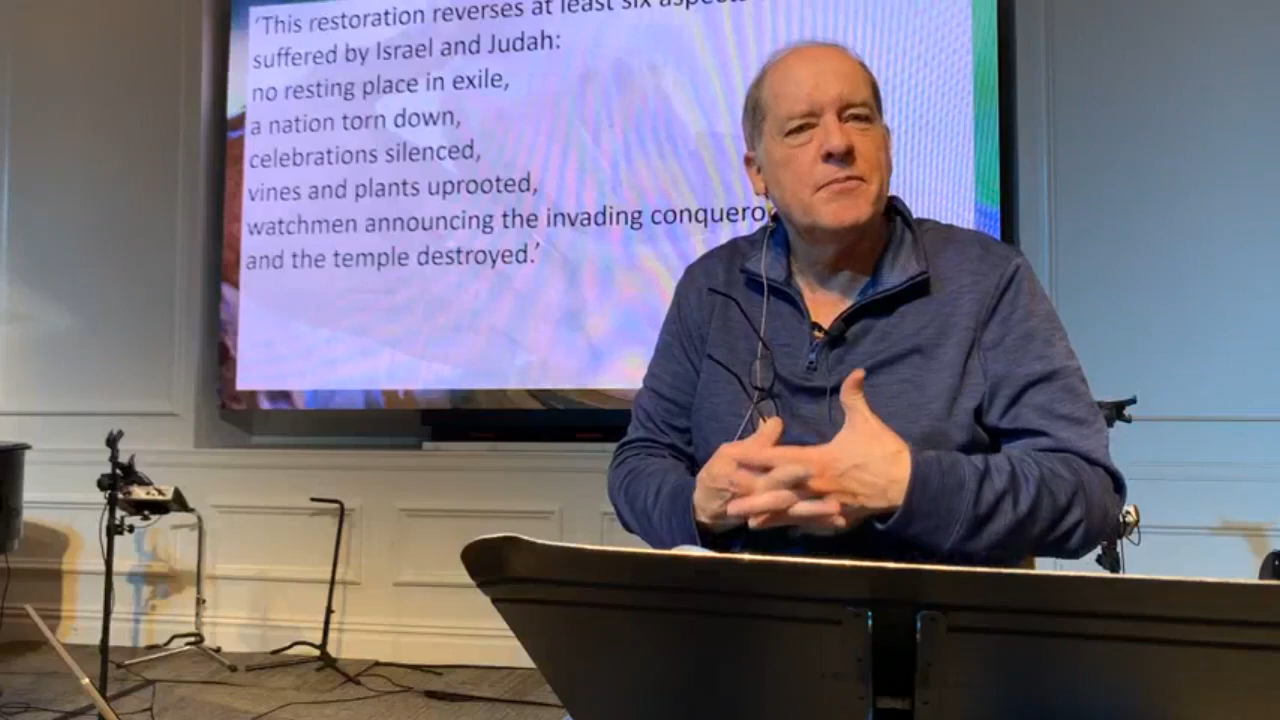 'This restoration reverses at least six aspects
suffered by Israel and Judah:
no resting place in exile,
a nation torn down,
celebrations silenced,
vines and plants uprooted,
watchmen announcing the invading
and the temple destroyed.'